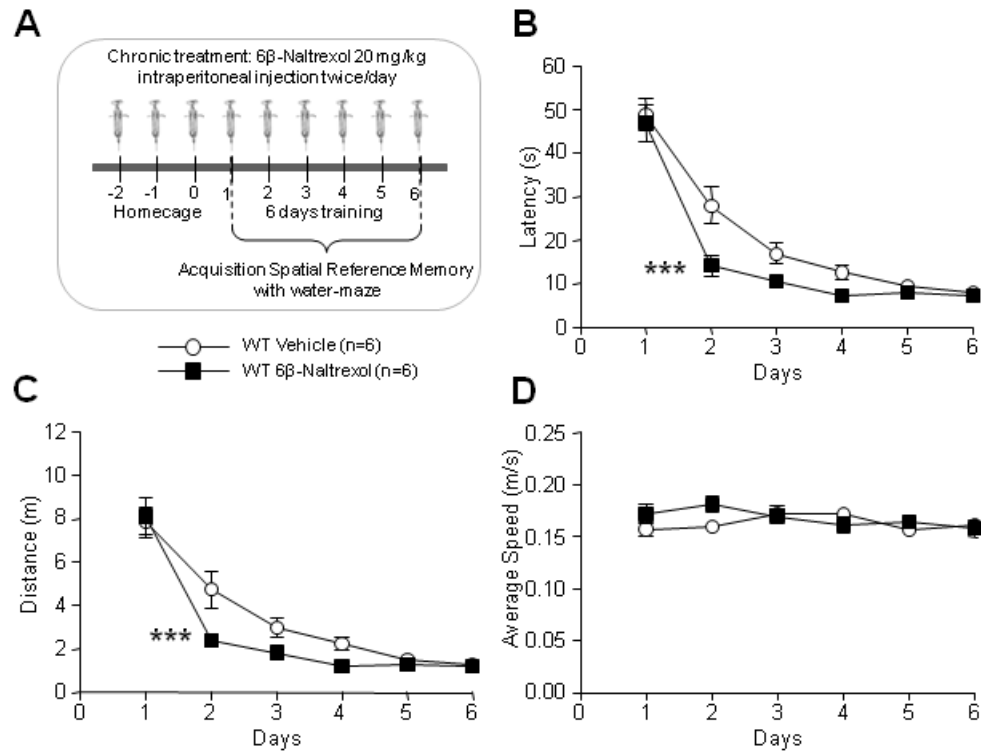 A
Chronic treatment: 6β-Naltrexol 20 mg/kg
intraperitoneal injection twice/day
-2 -1 0 1 2 3 4 5 6
Homecage 6 days training
Acquisition Spatial Reference Memory
with water-maze
WT Vehicle (n=6)
WT 6β-Naltrexol (n=6)
B
Latency (s)
60
50
40
30
20
10
0
***
0 1 2 3 4 5 6
Days
C
Distance (m)
12
10
8
6
4
2
0
***
0 1 2 3 4 5 6
Days
D
Average Speed (m/s)
0.25
0.20
0.15
0.10
0.05
0.00
0 1 2 3 4 5 6
Days